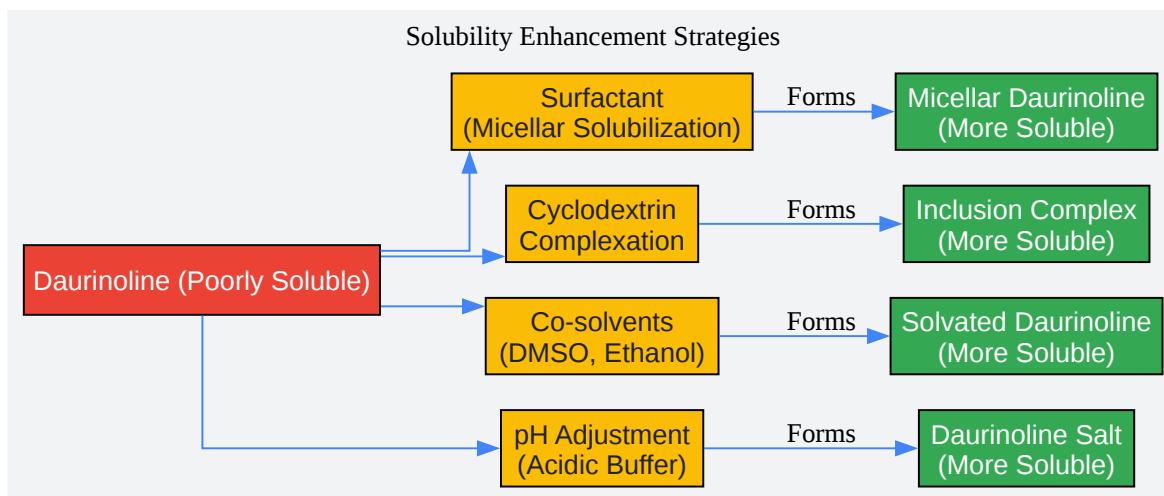 Solubility Enhancement Strategies
Surfactant
(Micellar Solubilization)
Forms
Micellar Daurinoline
(More Soluble)
Cyclodextrin
Complexation
Forms
Inclusion Complex
(More Soluble)
Daurinoline (Poorly Soluble)
Co-solvents
(DMSO, Ethanol)
Forms
Solvated Daurinoline
(More Soluble)
pH Adjustment
(Acidic Buffer)
Forms
Daurinoline Salt
(More Soluble)